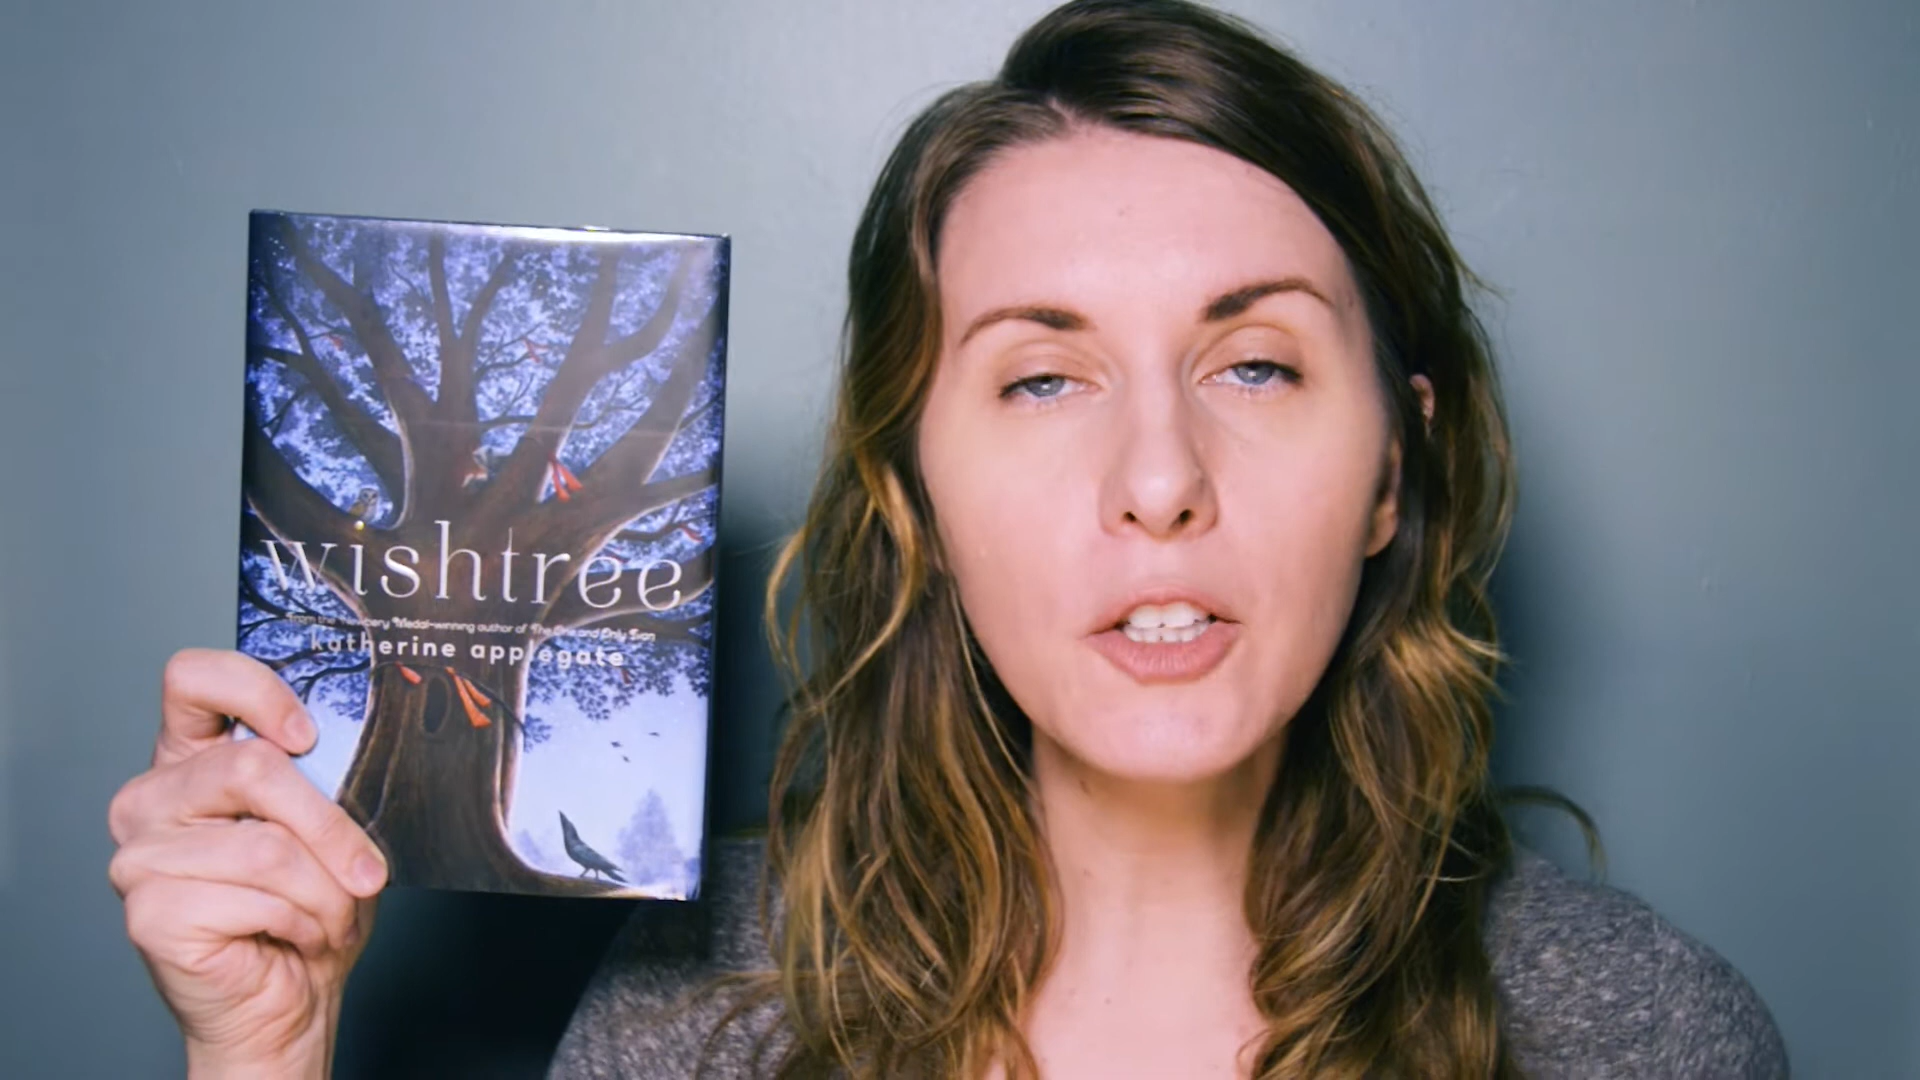 wishtree
from the Newbery Medal-winning author of The One and Only Ivan
katherine applegate